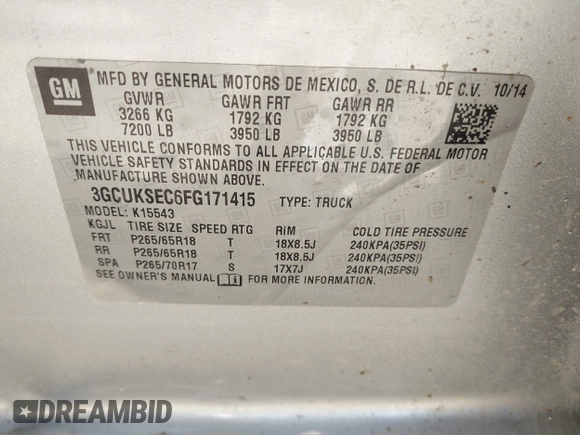 GM
MFD BY GENERAL MOTORS DE MEXICO, S. DE R.L. DE C.V. 10/14
GVWR GAWR FRT GAWR RR
3266 KG 1792 KG 1792 KG
7200 LB 3950 LB 3950 LB
THIS VEHICLE CONFORMS TO ALL APPLICABLE U.S. FEDERAL MOTOR
VEHICLE SAFETY STANDARDS IN EFFECT ON THE DATE OF
MANUFACTURE SHOWN ABOVE.
3GCUKSEC6FG171415 TYPE: TRUCK
MODEL: K15543
KGJL TIRE SIZE SPEED RTG RIM COLD TIRE PRESSURE
FRT P265/65R18 T 18X8.5J 240KPA(35PSI)
RR P265/65R18 T 18X8.5J 240KPA(35PSI)
SPA P265/70R17 S 17X7J 240KPA(35PSI)
SEE OWNER'S MANUAL FOR MORE INFORMATION.
DREAMBID